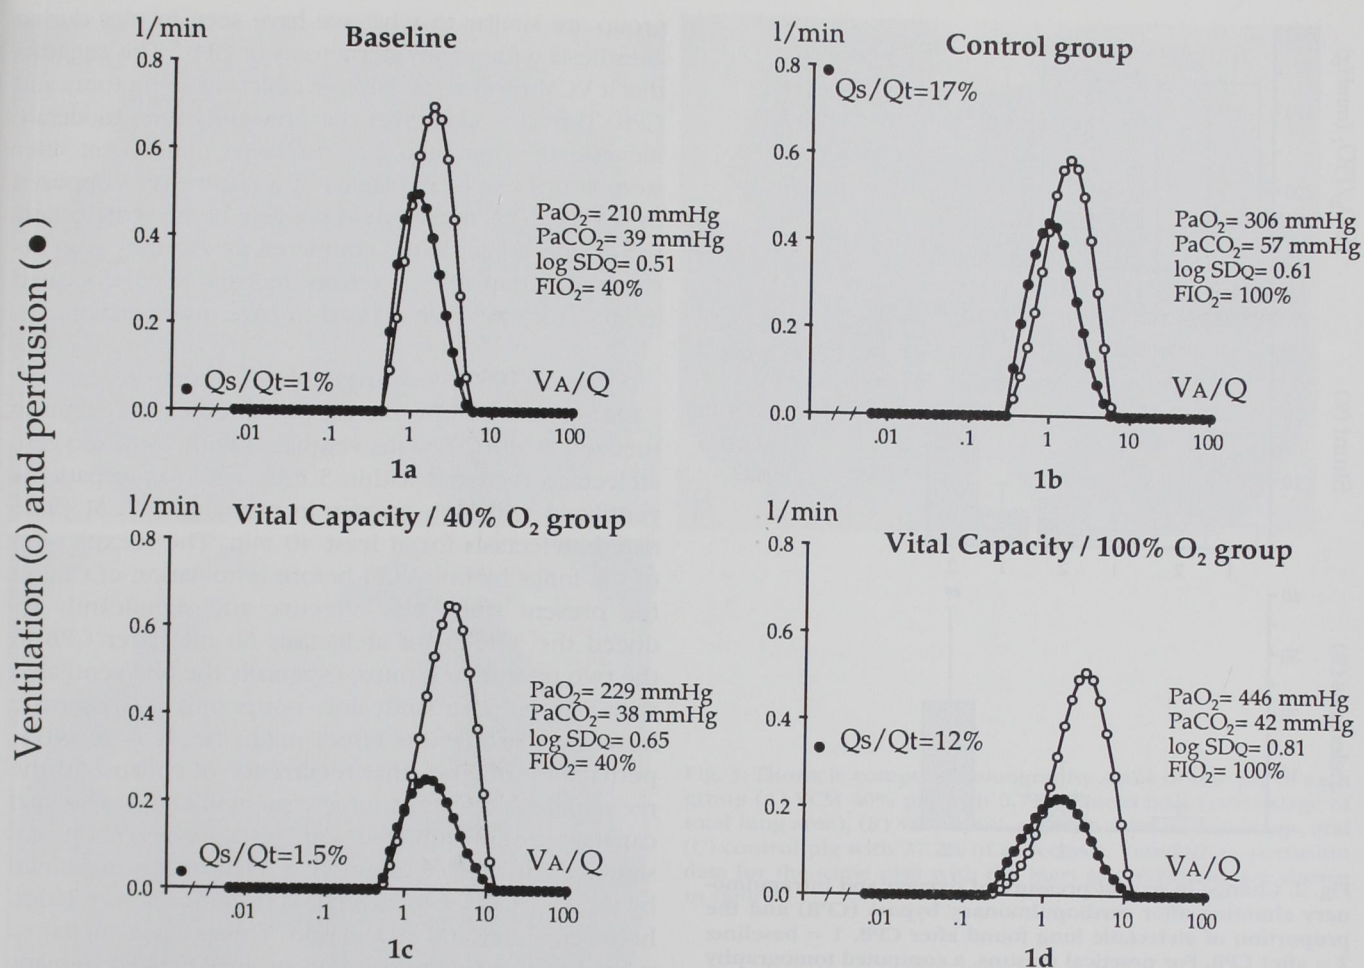 Ventilation (o) and perfusion (●)
l/min
Baseline
0.8
0.6
0.4
0.2
0.0
PaO₂= 210 mmHg
PaCO₂= 39 mmHg
log SDQ= 0.51
FIO₂= 40%
Qs/Qt=1%
VA/Q
.01 .1 1 10 100
1a
l/min
Control group
0.8
0.6
0.4
0.2
0.0
Qs/Qt=17%
PaO₂= 306 mmHg
PaCO₂= 57 mmHg
log SDQ= 0.61
FIO₂= 100%
VA/Q
.01 .1 1 10 100
1b
l/min
Vital Capacity / 40% O₂ group
0.8
0.6
0.4
0.2
0.0
PaO₂= 229 mmHg
PaCO₂= 38 mmHg
log SDQ= 0.65
FIO₂= 40%
Qs/Qt=1.5%
VA/Q
.01 .1 1 10 100
1c
l/min
Vital Capacity / 100% O₂ group
0.8
0.6
0.4
0.2
0.0
PaO₂= 446 mmHg
PaCO₂= 42 mmHg
log SDQ= 0.81
FIO₂= 100%
Qs/Qt=12%
VA/Q
.01 1 10 100
1d